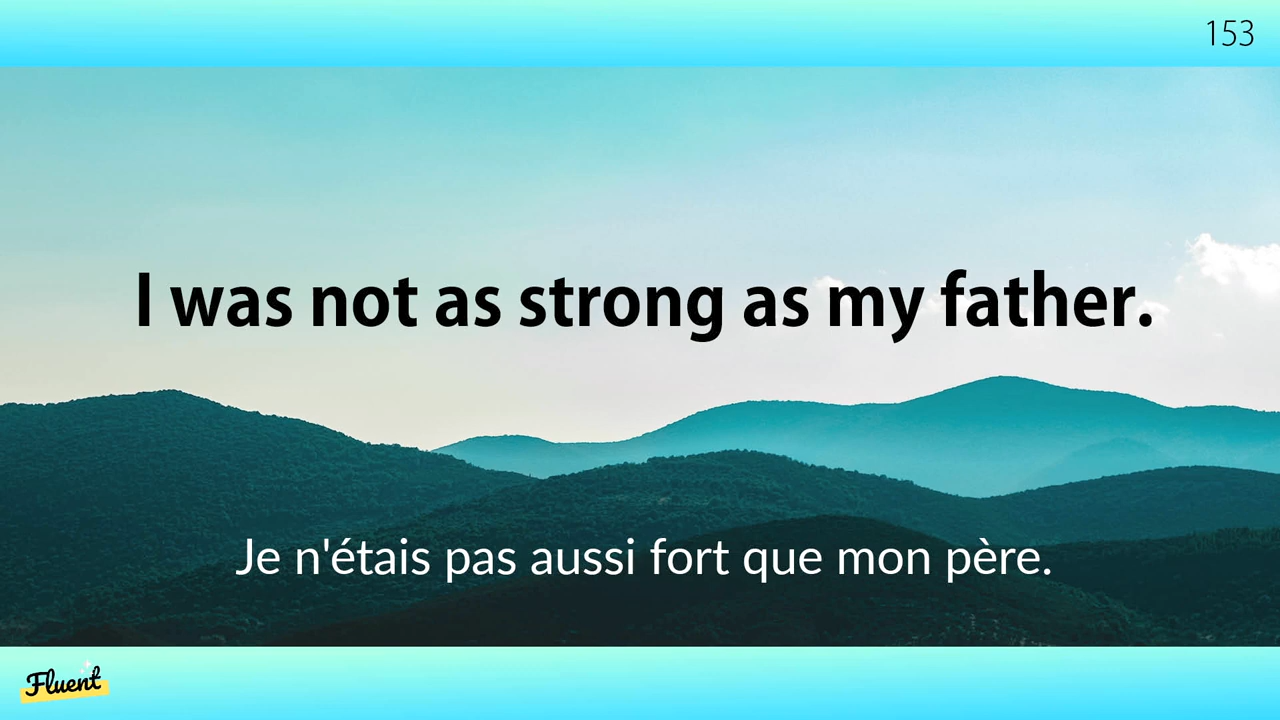 153
I was not as strong as my father.
Je n'étais pas aussi fort que mon père.
Fluent